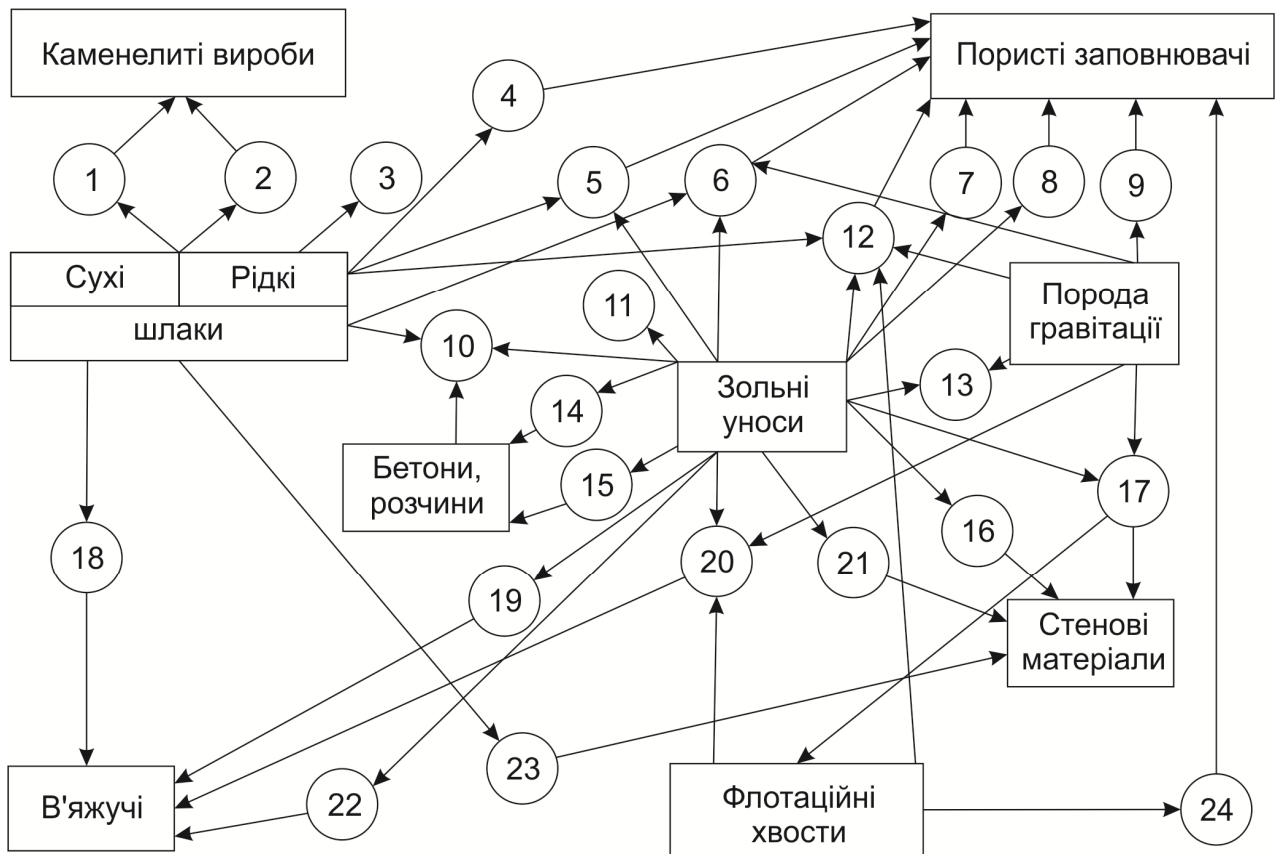 Каменелиті вироби
Пористі заповнювачі
4
1
2
3
5
6
7
8
9
12
Сухі
Рідкі
шлаки
Порода
гравітації
11
10
Зольні
уноси
13
14
Бетони,
розчини
15
17
16
18
19
20
21
Стенові
матеріали
23
В'яжучі
22
Флотаційні
хвости
24